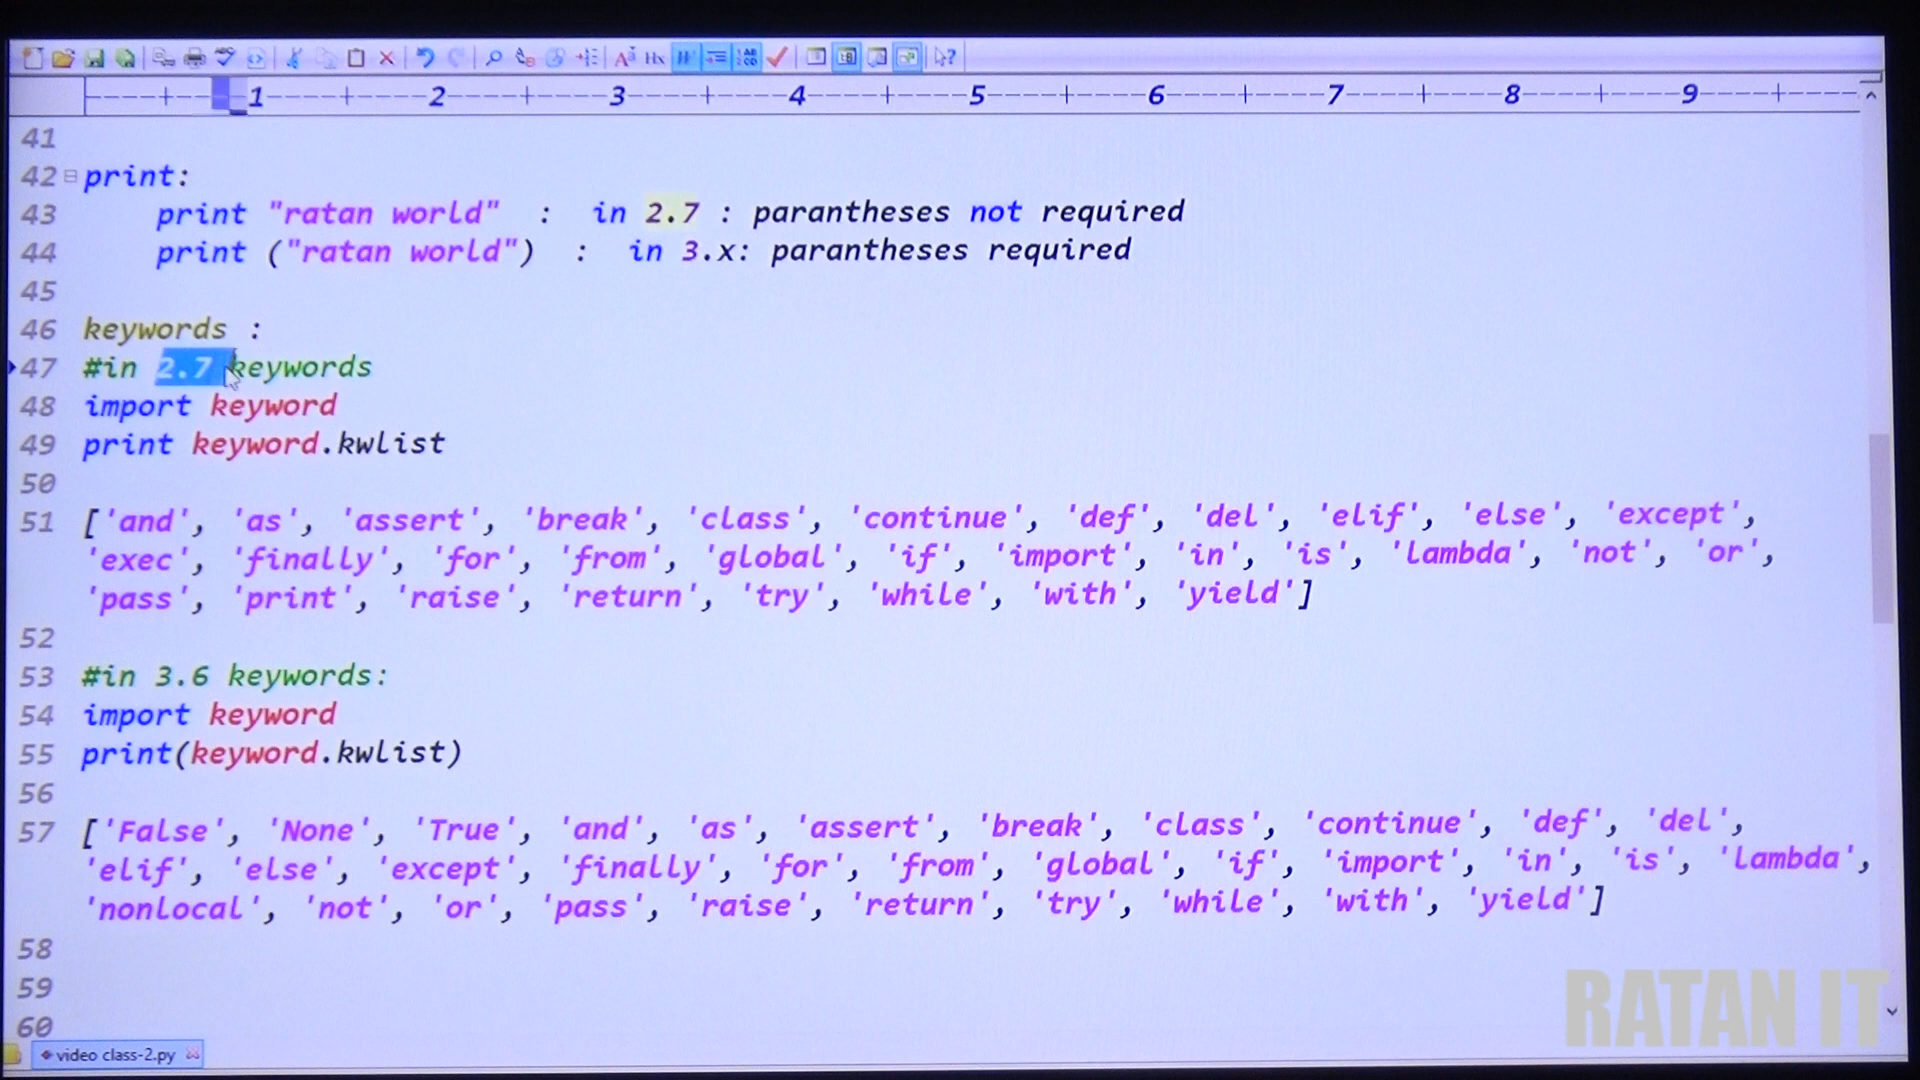 1 2 3 4 5 6 7 8 9
41
42 print:
43 print "ratan world" : in 2.7 : parantheses not required
44 print ("ratan world") : in 3.x: parantheses required
45
46 keywords :
47 #in 2.7 keywords
48 import keyword
49 print keyword.kwlist
50
51 ['and', 'as', 'assert', 'break', 'class', 'continue', 'def', 'del', 'elif', 'else', 'except',
'exec', 'finally', 'for', 'from', 'global', 'if', 'import', 'in', 'is', 'lambda', 'not', 'or',
'pass', 'print', 'raise', 'return', 'try', 'while', 'with', 'yield']
52
53 #in 3.6 keywords:
54 import keyword
55 print(keyword.kwlist)
56
57 ['False', 'None', 'True', 'and', 'as', 'assert', 'break', 'class', 'continue', 'def', 'del',
'elif', 'else', 'except', 'finally', 'for', 'from', 'global', 'if', 'import', 'in', 'is', 'lambda',
'nonlocal', 'not', 'or', 'pass', 'raise', 'return', 'try', 'while', 'with', 'yield']
58
59
60
RATAN IT
video class-2.py